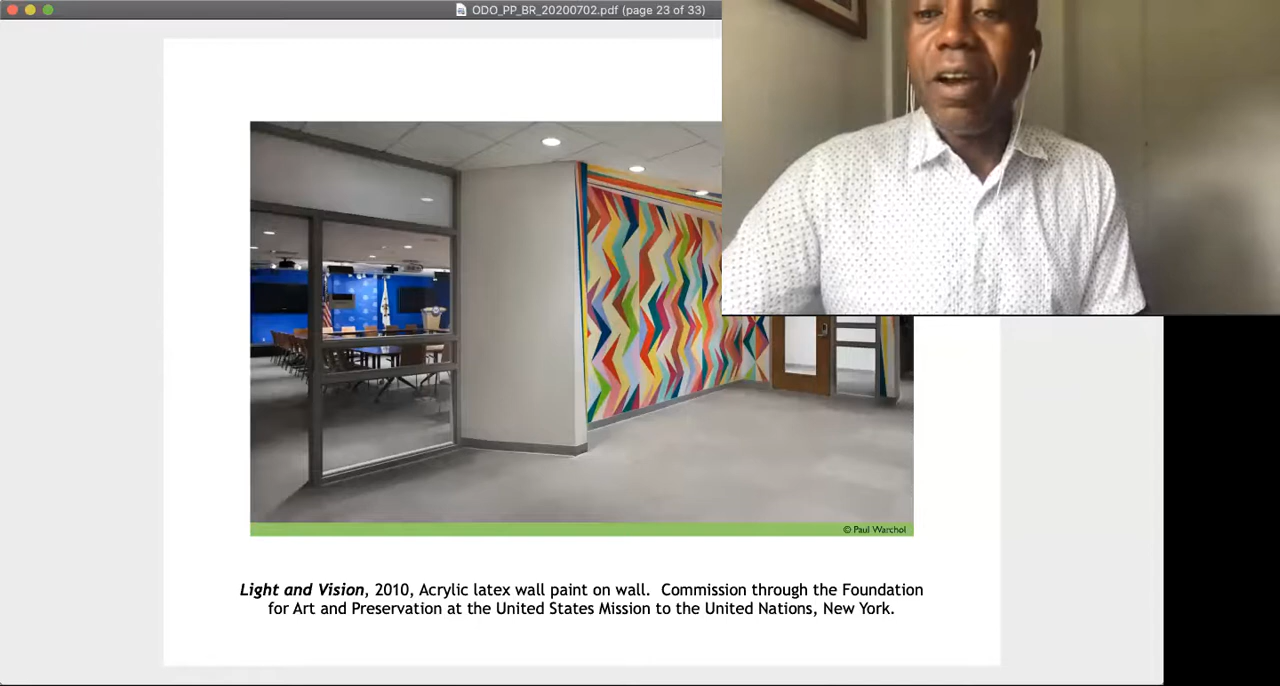 ODO_PP_BR_20200702.pdf (page 23 of 33)
© Paul Warchol
Light and Vision, 2010, Acrylic latex wall paint on wall.  Commission through the Foundation
for Art and Preservation at the United States Mission to the United Nations, New York.